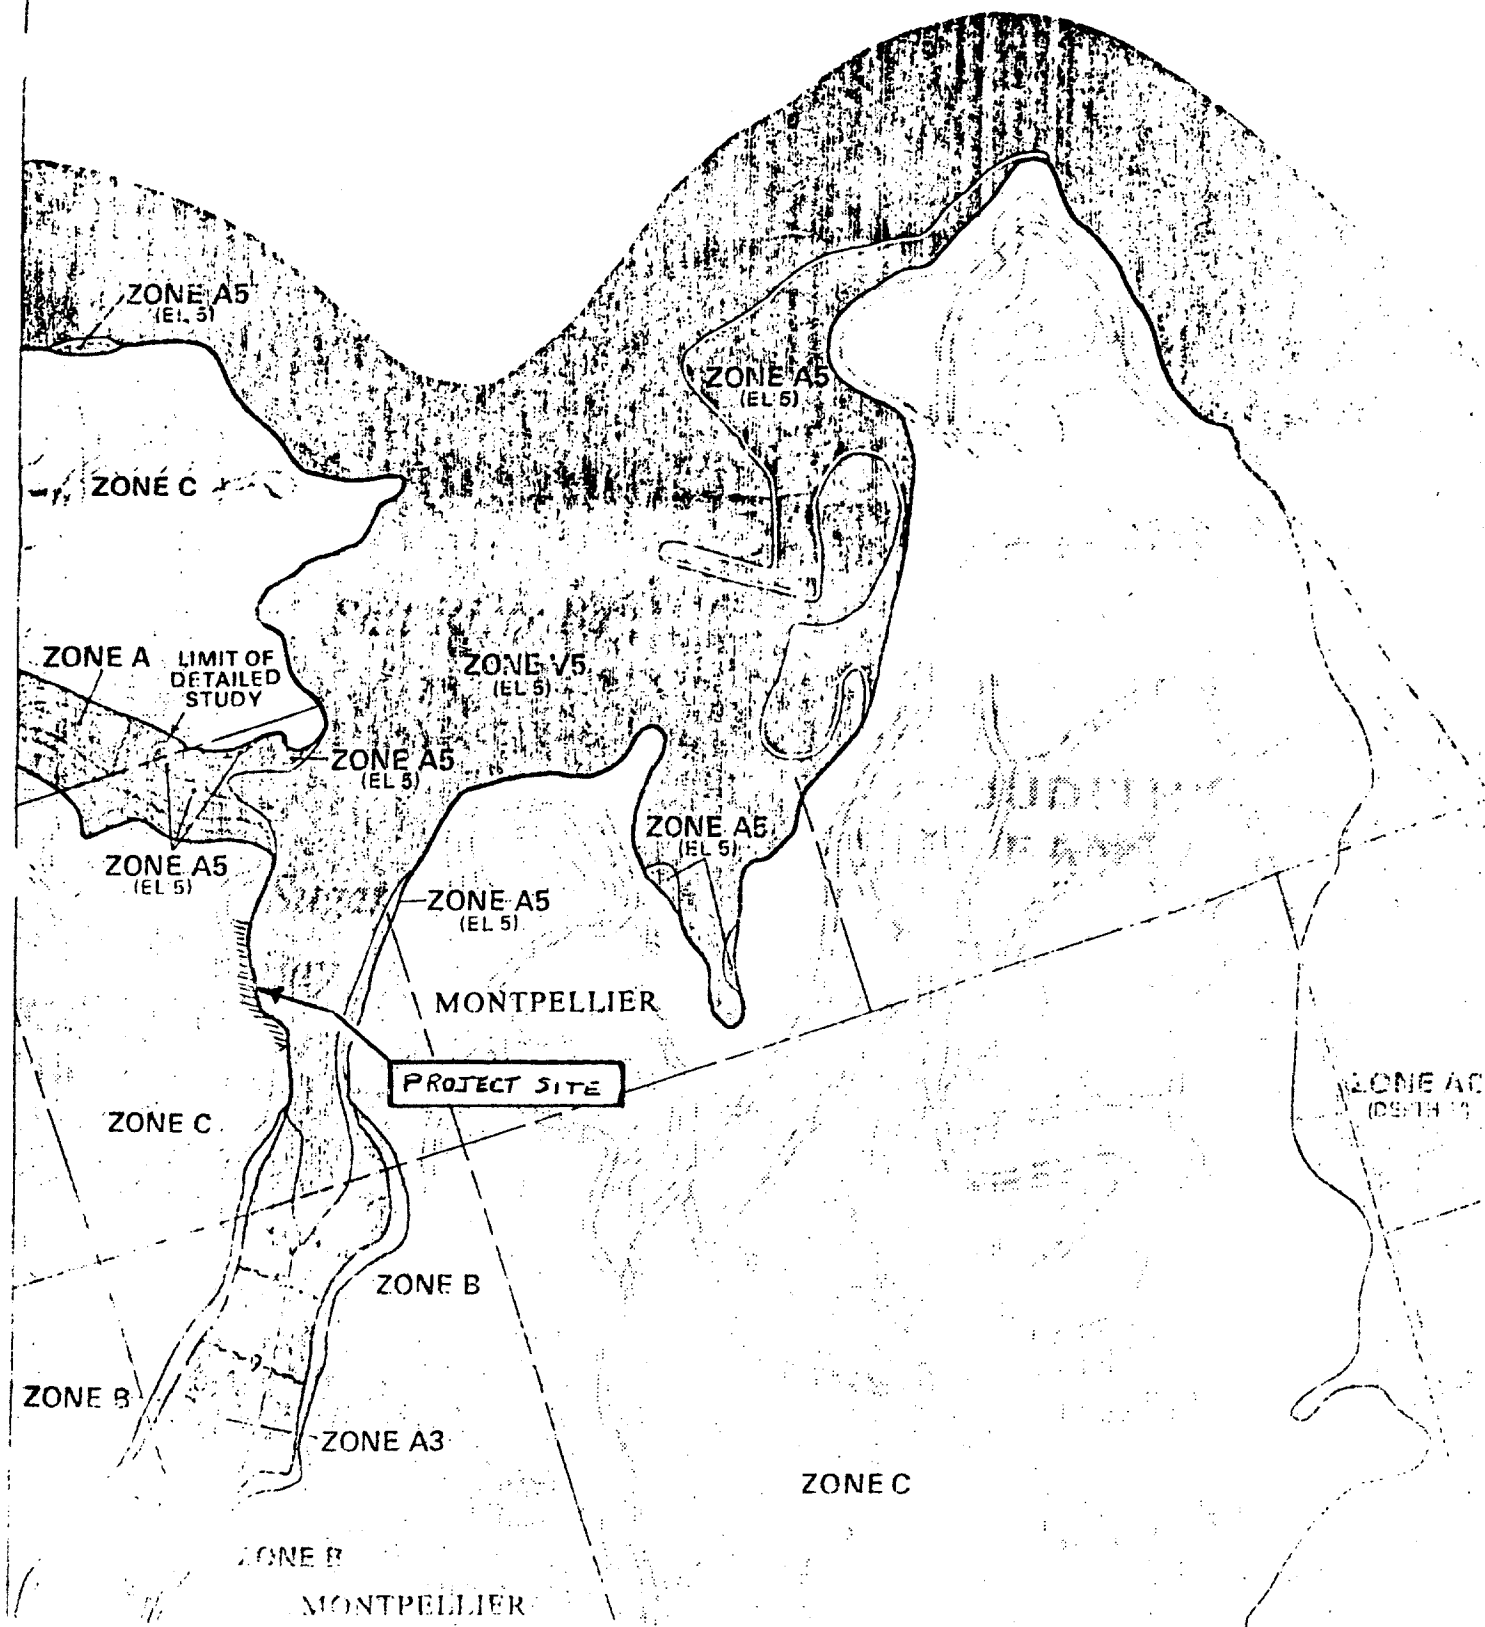 ZONE A5
(EL 5)
ZONE A5
(EL 5)
ZONE C
ZONE A
LIMIT OF
DETAILED
STUDY
ZONE V5
(EL 5)
ZONE A5
(EL 5)
ZONE A5
(EL 5)
ZONE A5
(EL 5)
ZONE A5
(EL 5)
MONTPELLIER
PROJECT SITE
ZONE C
ZONE B
ZONE B
ZONE A3
ZONE C
ZONE B
MONTPELLIER